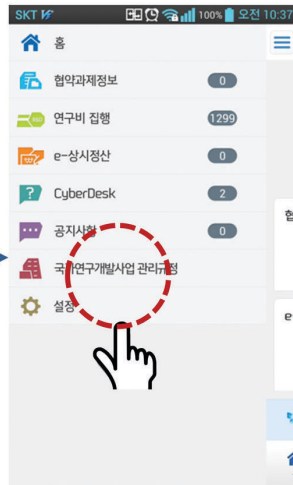 SKT 100% 오전 10:37
홈
협약과제정보 0
연구비 집행 1299
e-상시정산 0
? CyberDesk 2
공지사항 0
국가연구개발사업 관리규정
설정
협
e